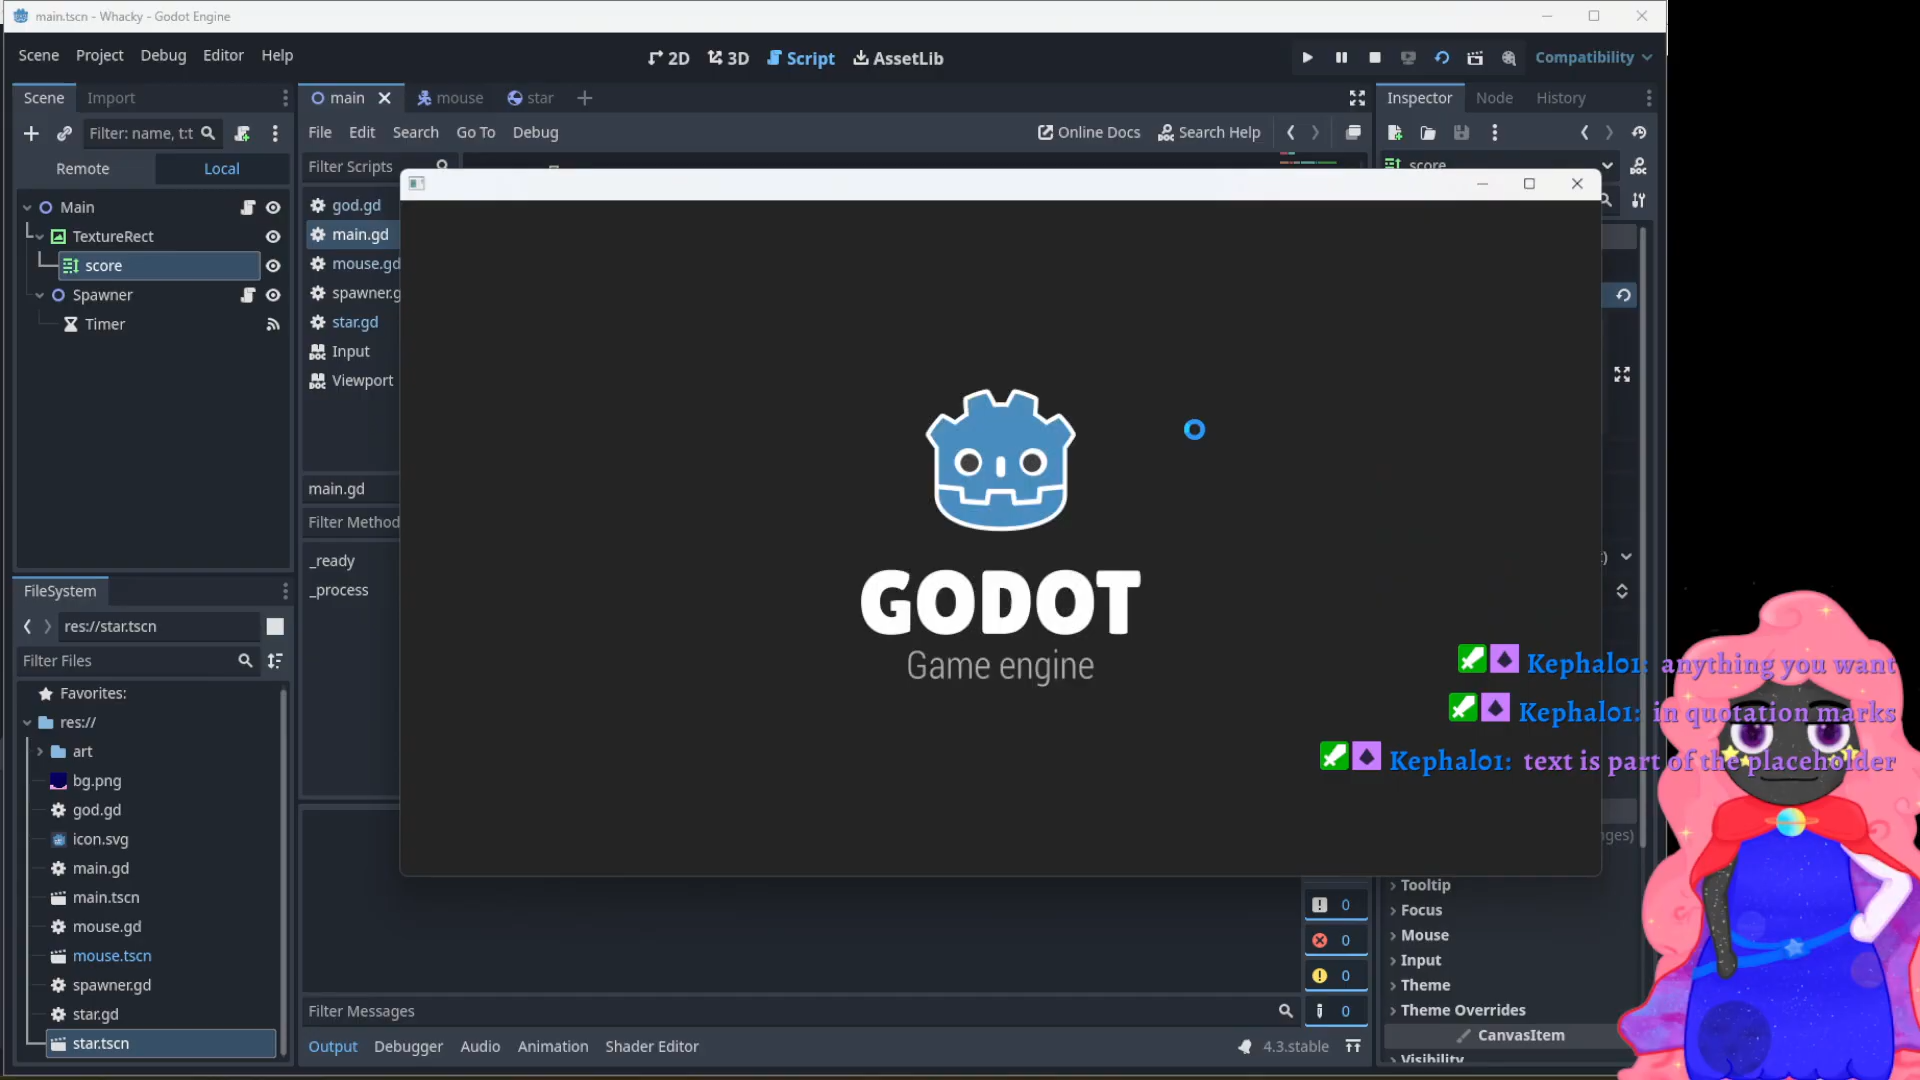 main.tscn - Whacky - Godot Engine
Scene Project Debug Editor Help
2D 3D Script AssetLib
Compatibility
Scene Import
main mouse star
Inspector Node History
Filter: name, t:t
File Edit Search Go To Debug
Online Docs Search Help
Remote Local
Filter Scripts
score
Main
god.gd
TextureRect
main.gd
score
mouse.gd
Spawner
spawner.g
Timer
star.gd
Input
Viewport
main.gd
Filter Method
_ready
_process
GODOT
Game engine
FileSystem
res://star.tscn
Filter Files
Favorites:
res://
art
bg.png
god.gd
icon.svg
main.gd
main.tscn
mouse.gd
mouse.tscn
spawner.gd
star.gd
star.tscn
Kephal01: anything you want
Kephal01: in quotation marks
Kephal01: text is part of the placeholder
nges)
Tooltip
Focus
Mouse
Input
Theme
Theme Overrides
CanvasItem
Visibility
0
0
0
0
Filter Messages
Output Debugger Audio Animation Shader Editor
4.3.stable